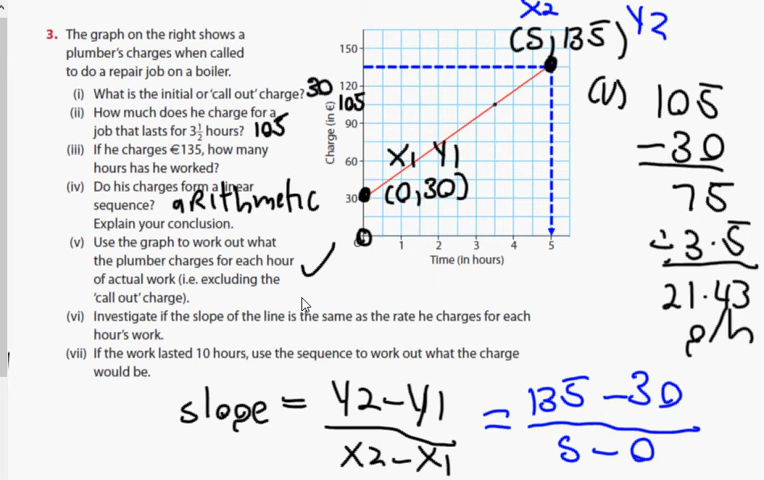 X2
(5,135) Y2
3. The graph on the right shows a
plumber's charges when called
to do a repair job on a boiler.
(i) What is the initial or 'call out' charge? 30
(ii) How much does he charge for a
job that lasts for 3½ hours? 105
(iii) If he charges €135, how many
hours has he worked?
(iv) Do his charges form a linear
sequence? arithmetic
Explain your conclusion.
(v) Use the graph to work out what
the plumber charges for each hour
of actual work (i.e. excluding the
'call out' charge).
(vi) Investigate if the slope of the line is the same as the rate he charges for each
hour's work.
(vii) If the work lasted 10 hours, use the sequence to work out what the charge
would be.
Charge (in €)
150
120
105
90
60
30
0
X1 Y1
(0,30)
1 2 3 4 5
Time (in hours)
(v) 105
-30
75
÷3.5
21.43
p/h
slope = Y2-Y1 = 135-30
X2-X1 5-0